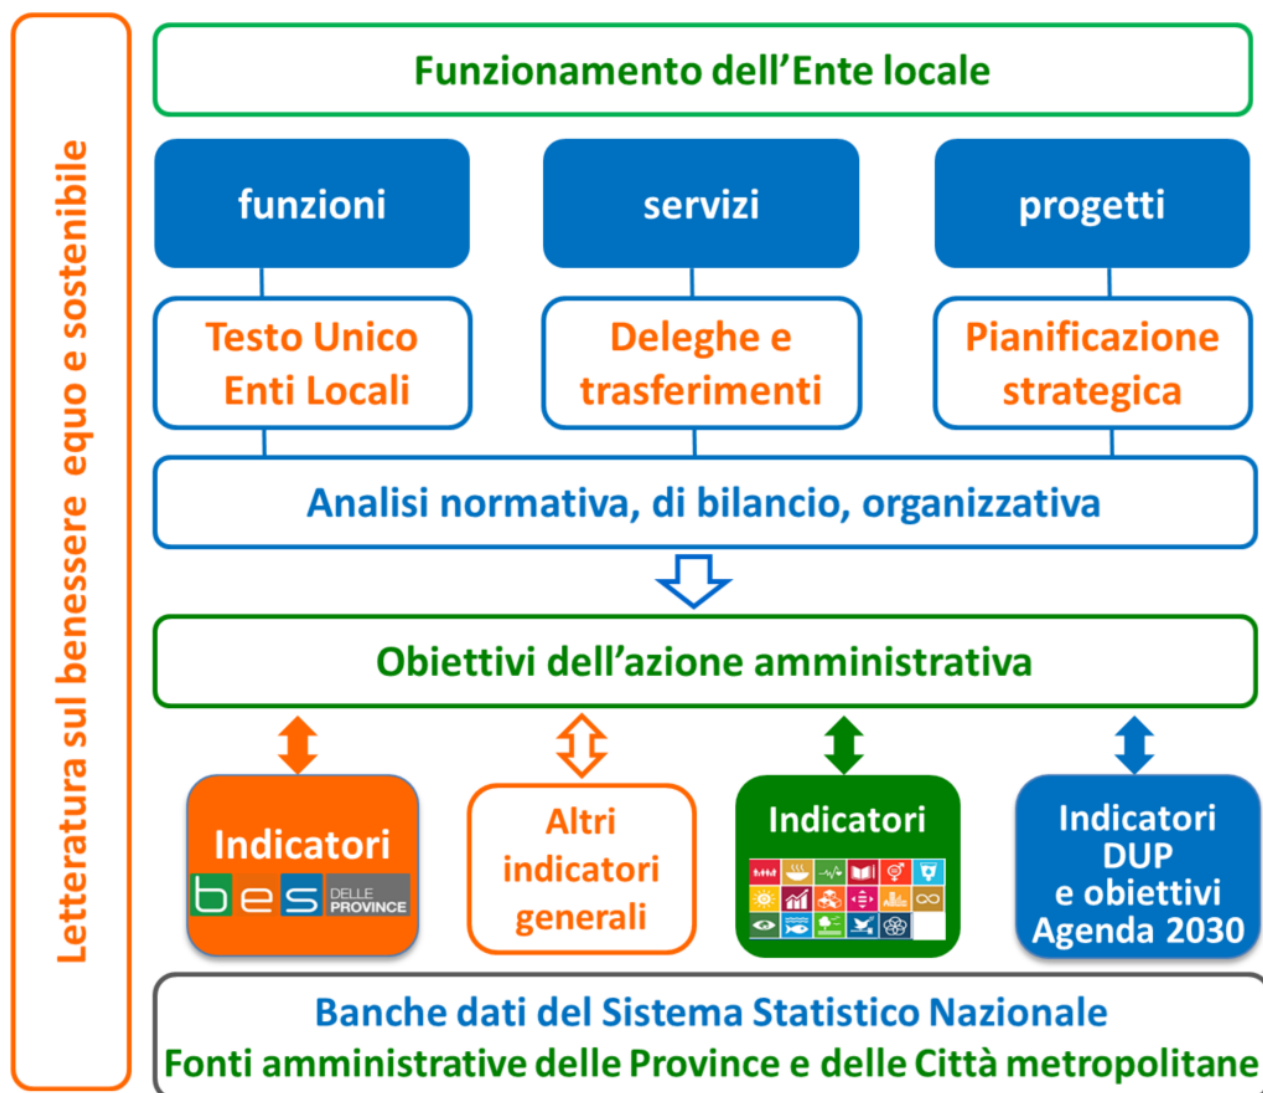 Letteratura sul benessere equo e sostenibile
Funzionamento dell'Ente locale
funzioni
servizi
progetti
Testo Unico
Enti Locali
Deleghe e
trasferimenti
Pianificazione
strategica
Analisi normativa, di bilancio, organizzativa
Obiettivi dell'azione amministrativa
Indicatori
bes
DELLE
PROVINCE
Altri
indicatori
generali
Indicatori
Indicatori
DUP
e obiettivi
Agenda 2030
Banche dati del Sistema Statistico Nazionale
Fonti amministrative delle Province e delle Città metropolitane